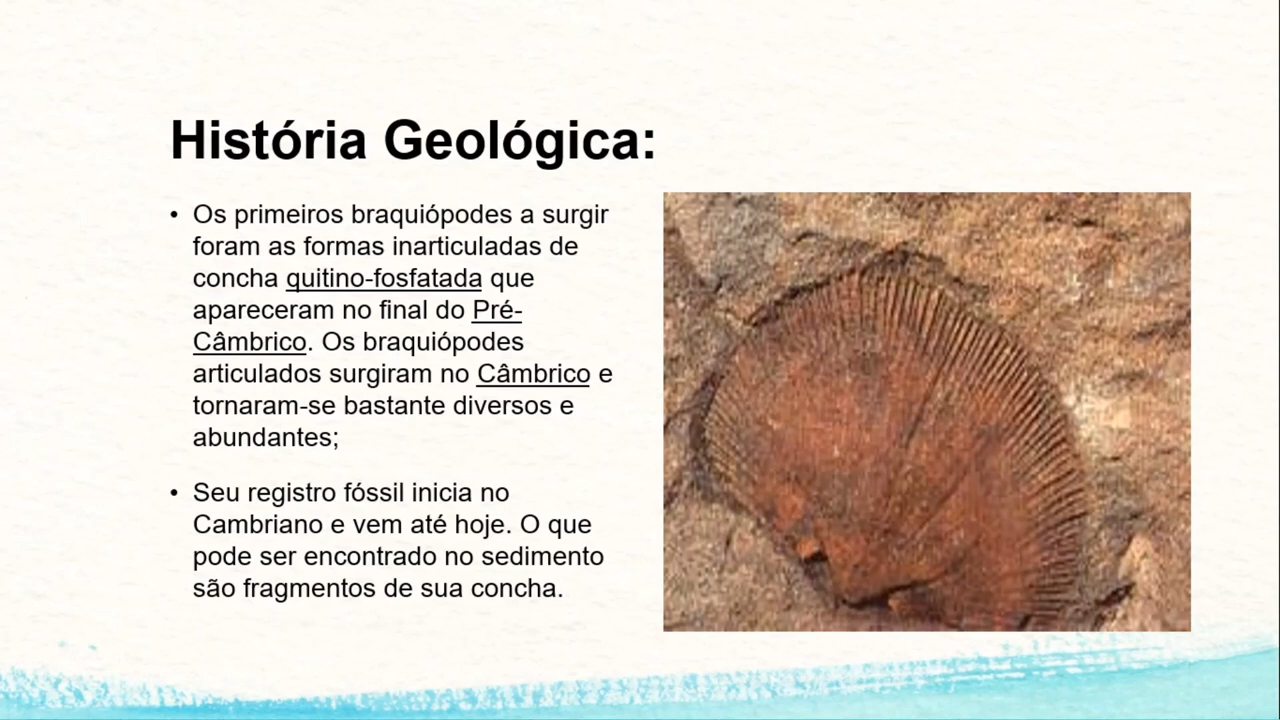 História Geológica:
• Os primeiros braquiópodes a surgir
foram as formas inarticuladas de
concha quitino-fosfatada que
apareceram no final do Pré-
Câmbrico. Os braquiópodes
articulados surgiram no Câmbrico e
tornaram-se bastante diversos e
abundantes;
• Seu registro fóssil inicia no
Cambriano e vem até hoje. O que
pode ser encontrado no sedimento
são fragmentos de sua concha.